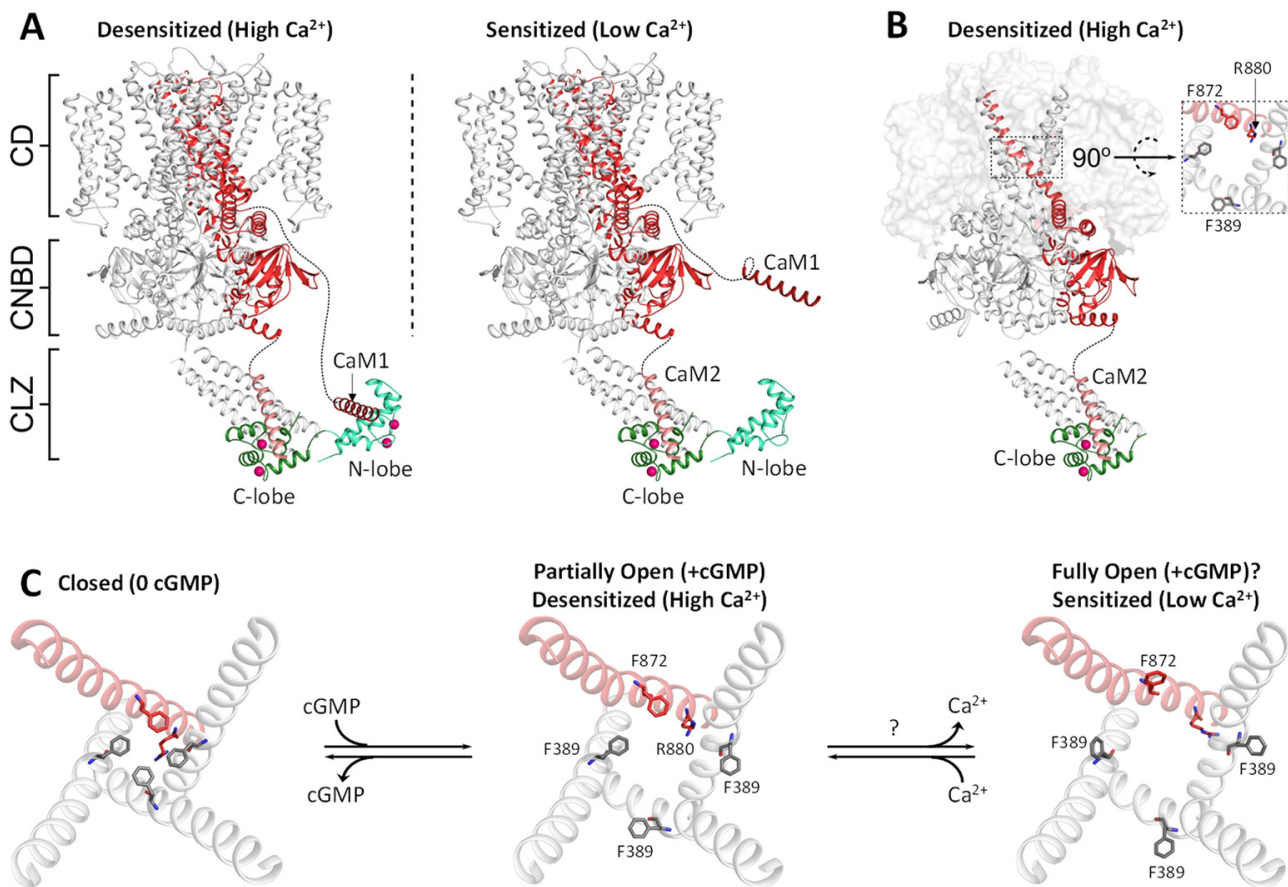 A
Desensitized (High Ca²⁺)
Sensitized (Low Ca²⁺)
CD
CNBD
CLZ
CaM1
N-lobe
C-lobe
CaM1
CaM2
N-lobe
C-lobe
B
Desensitized (High Ca²⁺)
90°
F872
R880
F389
CaM2
C-lobe
C
Closed (0 cGMP)
cGMP
cGMP
Partially Open (+cGMP)
Desensitized (High Ca²⁺)
F872
F389
R880
F389
F389
?
Ca²⁺
Ca²⁺
Fully Open (+cGMP)?
Sensitized (Low Ca²⁺)
F872
F389
F389
F389